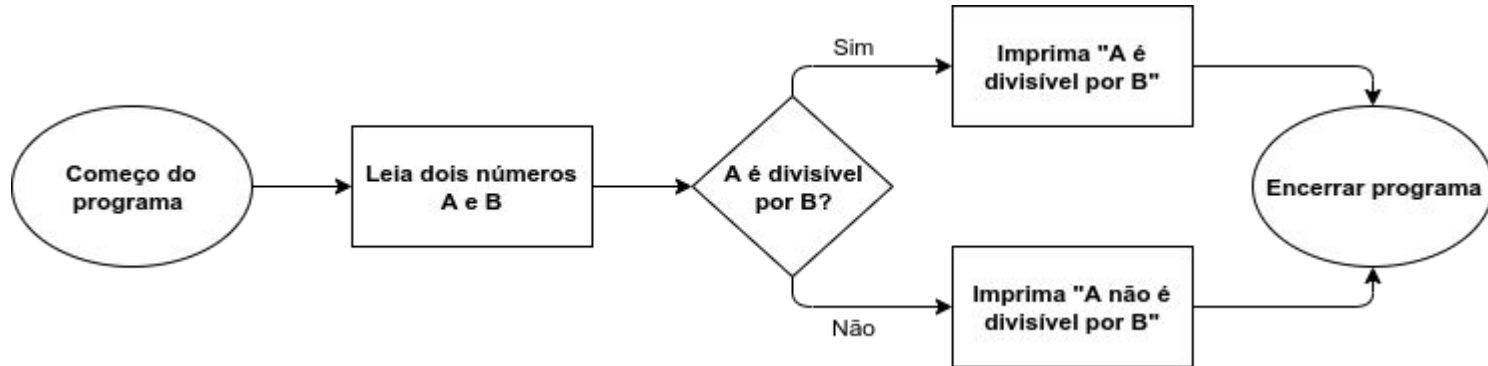 Começo do
programa
Leia dois números
A e B
A é divisível
por B?
Sim
Imprima "A é
divisível por B"
Não
Imprima "A não é
divisível por B"
Encerrar programa